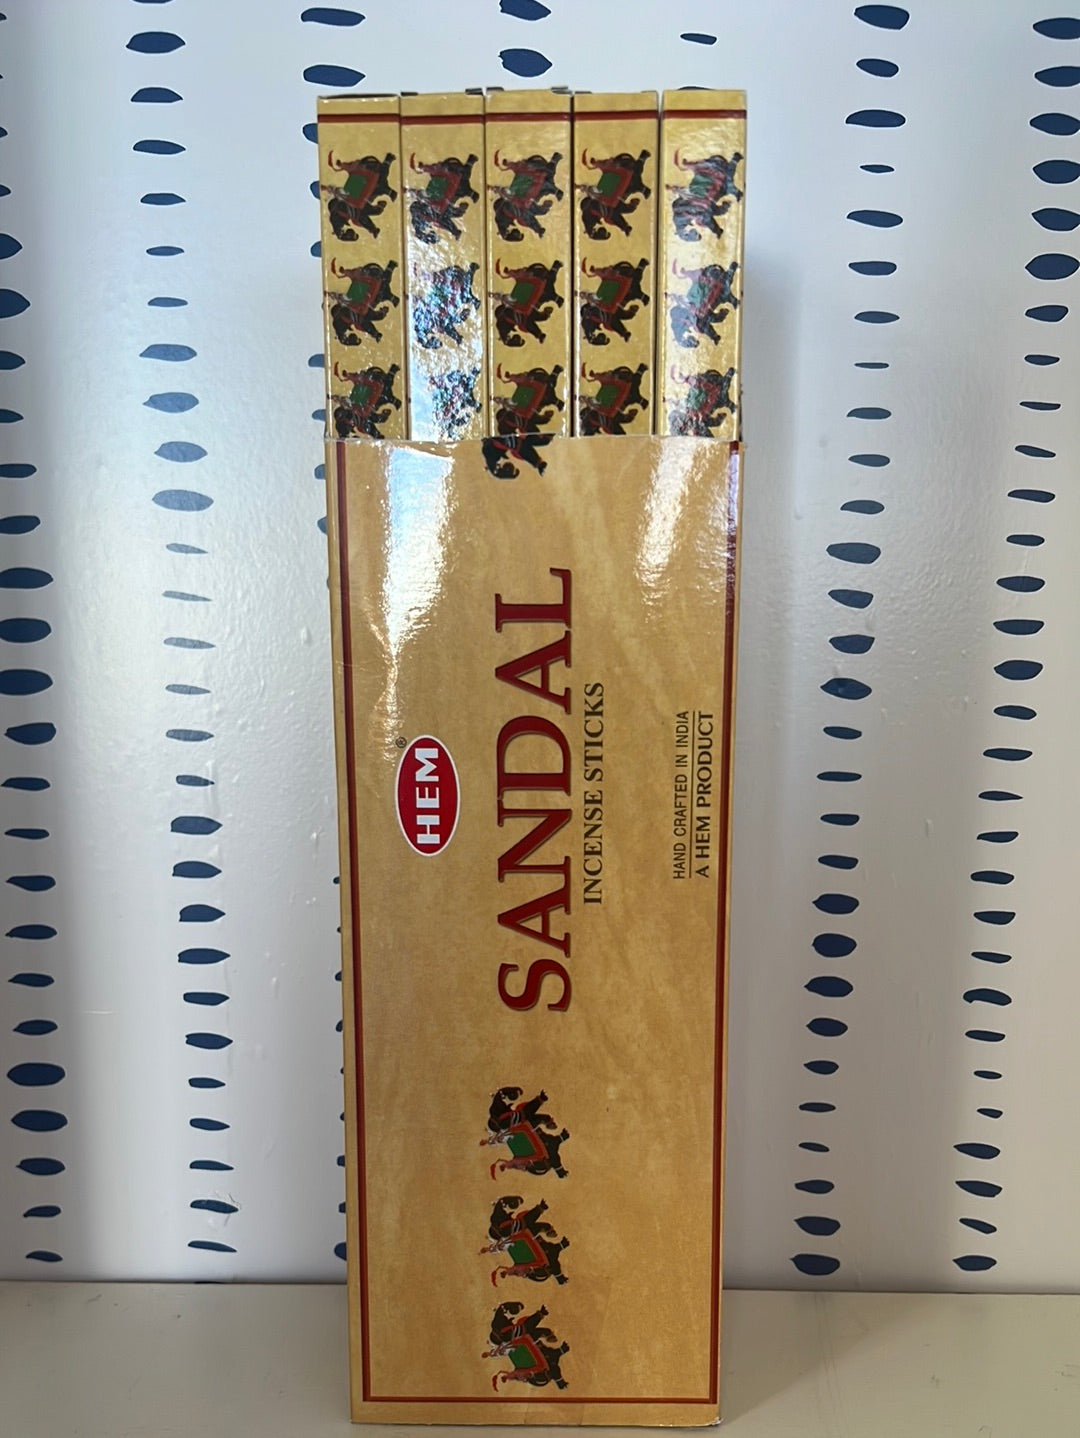 HEM®
SANDAL
INCENSE STICKS
HAND CRAFTED IN INDIA
A HEM PRODUCT